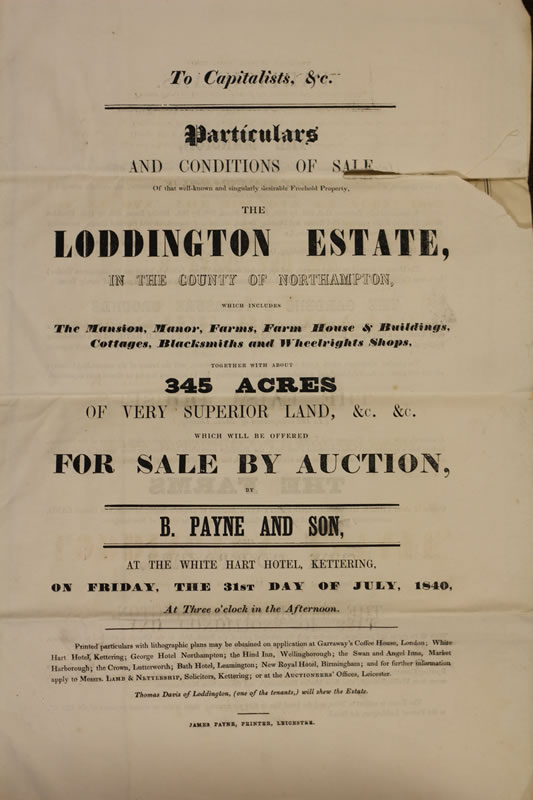 To Capitalists, &c.
Particulars
AND CONDITIONS OF SALE
Of that well-known and singularly desirable Freehold Property,
THE
LODDINGTON ESTATE,
IN THE COUNTY OF NORTHAMPTON,
WHICH INCLUDES
The Mansion, Manor, Farms, Farm House & Buildings,
Cottages, Blacksmiths and Wheelrights Shops,
TOGETHER WITH ABOUT
345 ACRES
OF VERY SUPERIOR LAND, &c. &c.
WHICH WILL BE OFFERED
FOR SALE BY AUCTION,
BY
B. PAYNE AND SON,
AT THE WHITE HART HOTEL, KETTERING,
ON FRIDAY, THE 31ST DAY OF JULY, 1840,
At Three o'clock in the Afternoon.
Printed particulars with lithographic plans may be obtained on application at Garraway's Coffee House, London; White
Hart Hotel, Kettering; George Hotel Northampton; the Hind Inn, Wellingborough; the Swan and Angel Inns, Market
Harborough; the Crown, Lutterworth; Bath Hotel, Leamington; New Royal Hotel, Birmingham; and for further information
apply to Messrs. LAMB & NETTLESHIP, Solicitors, Kettering; or at the AUCTIONEERS' Offices, Leicester.
Thomas Davis of Loddington, (one of the tenants,) will shew the Estate.
JAMES PAYNE, PRINTER, LEICESTER.